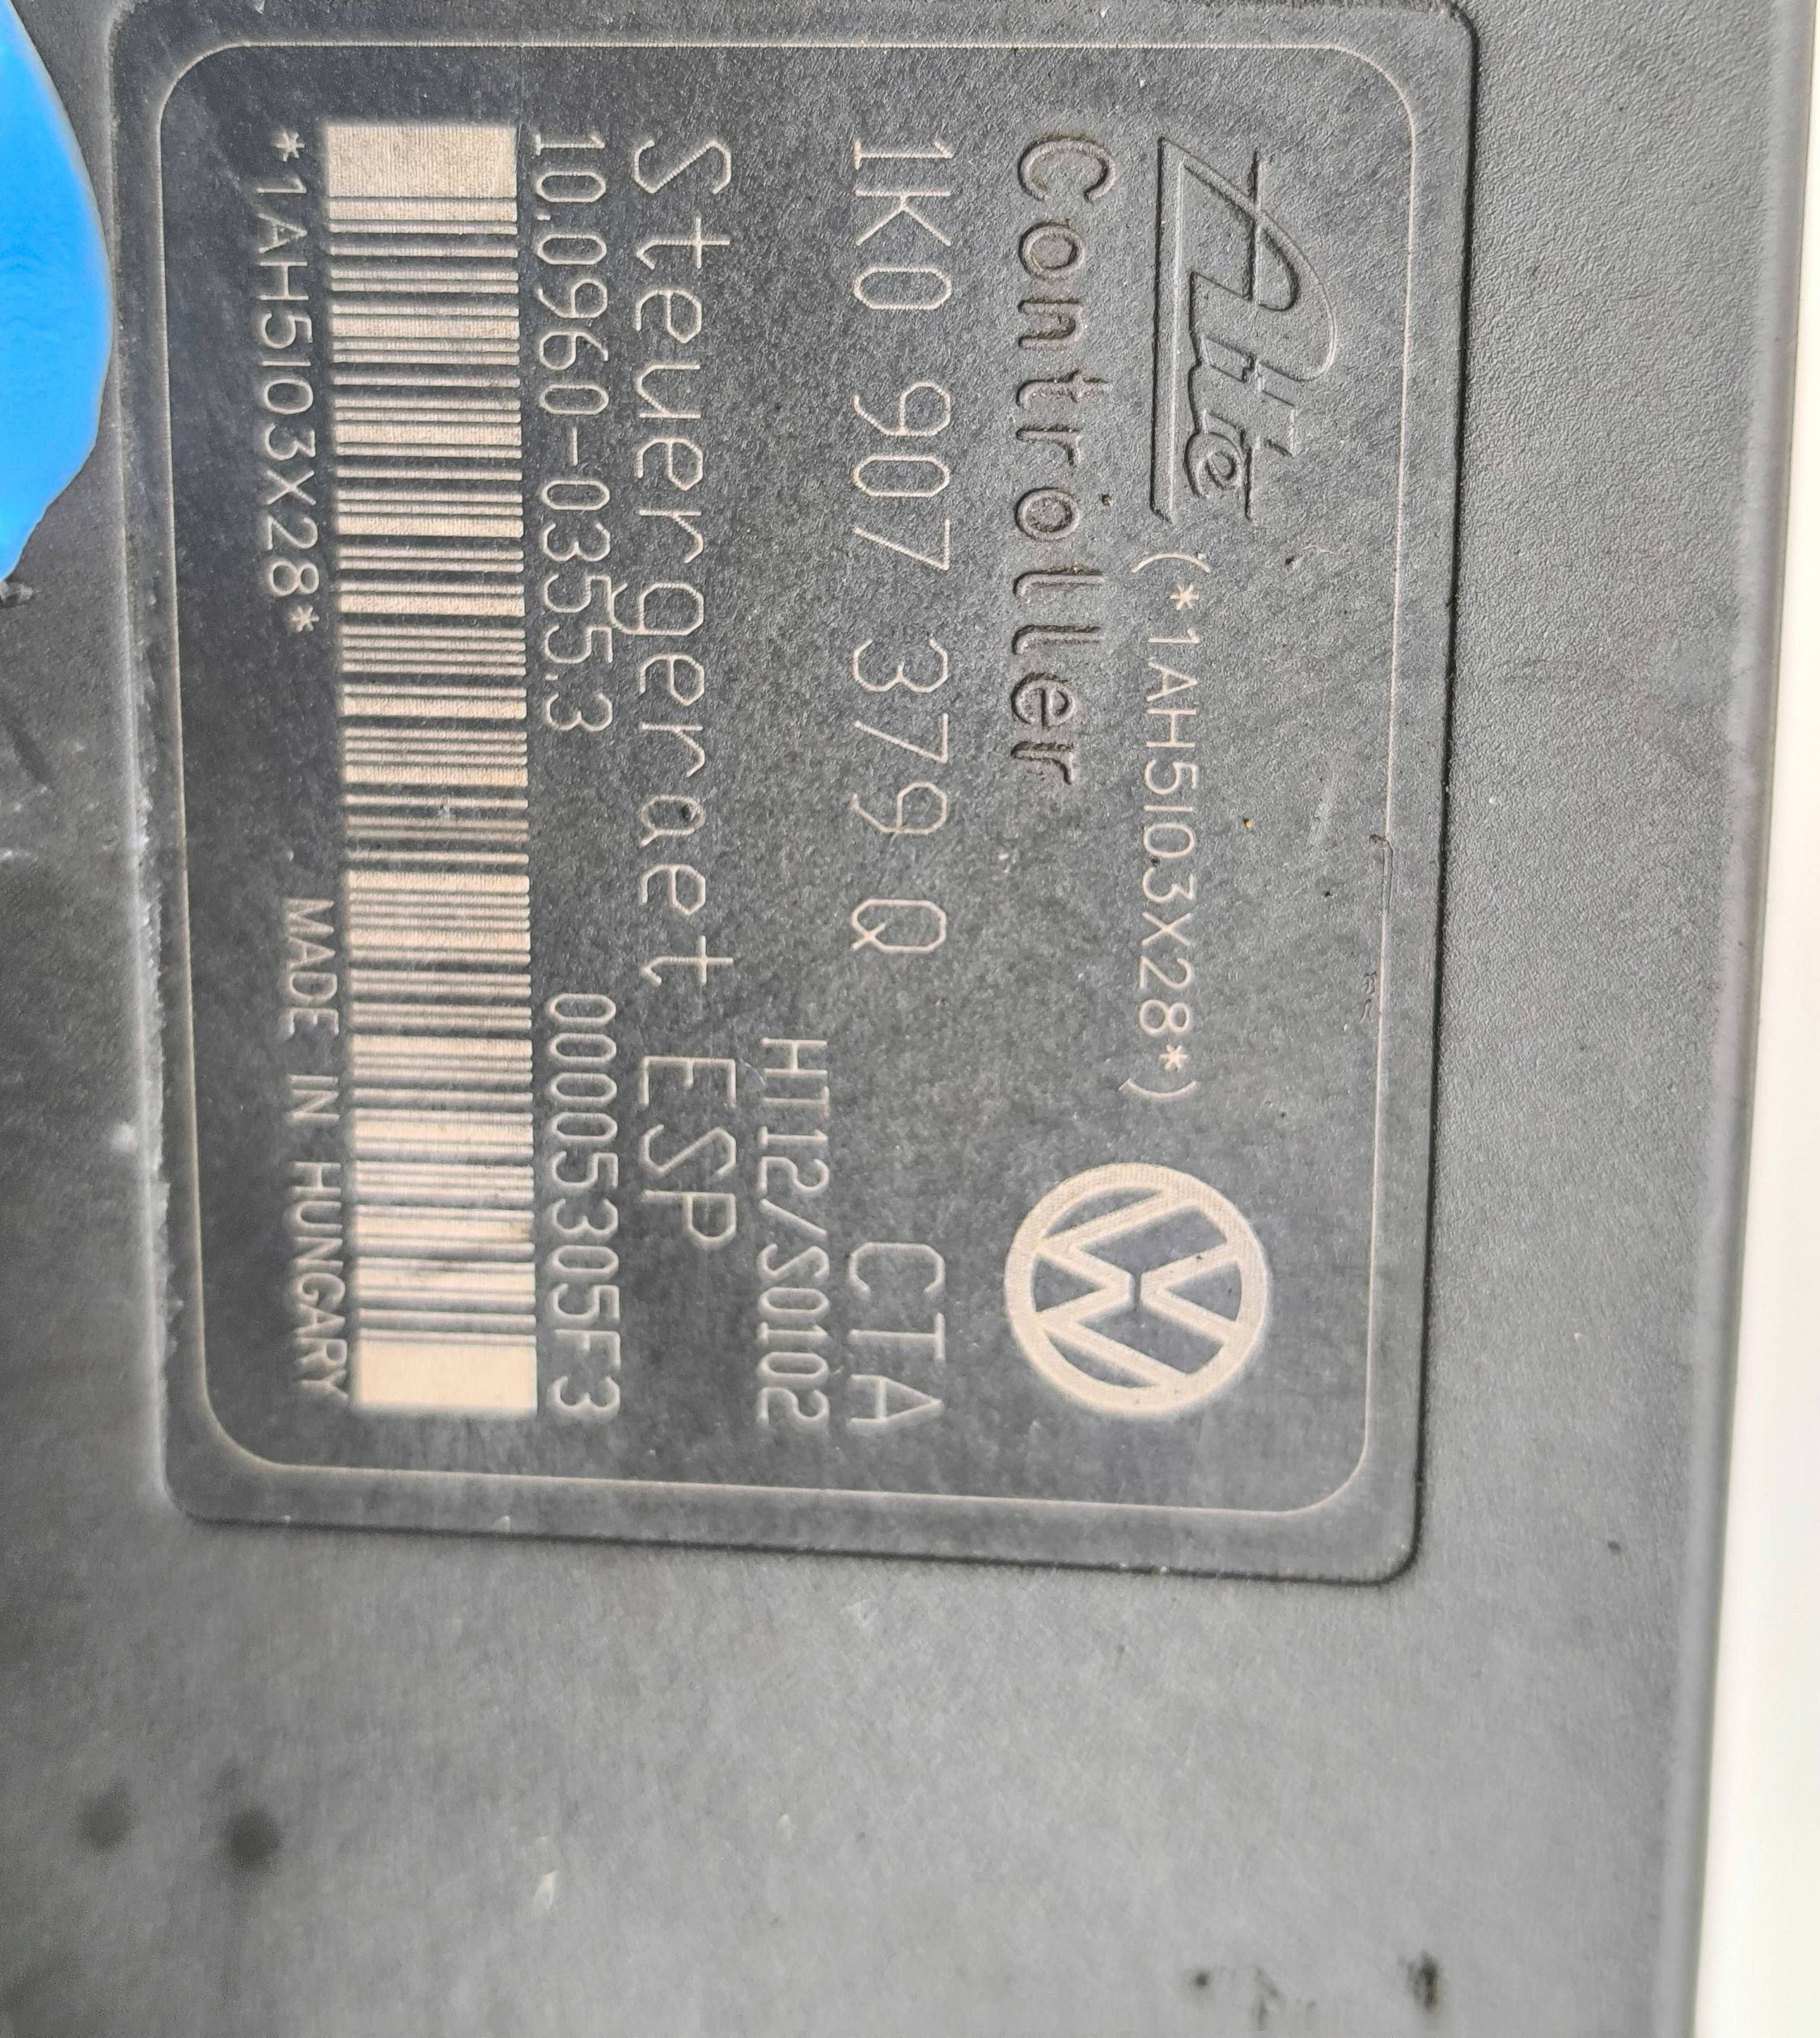 Ate (*1AH5I03X28*)
Controller
1K0 907 379 Q CTA
H12/S0102
Steuergeraet ESP
10.0960-0355.3 00005305F3
*1AH5I03X28*
MADE IN HUNGARY